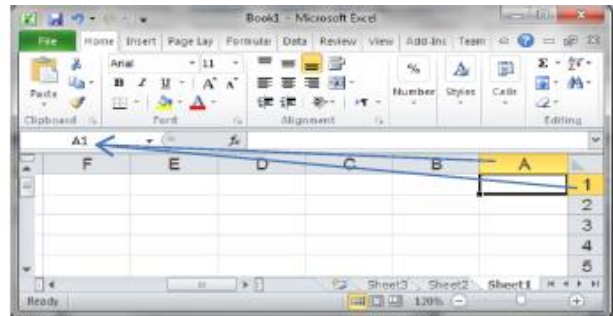 Book1 - Microsoft Excel
File Home Insert Page Lay Formulas Data Review View Add-Ins Team
Arial 11
Paste B I U A A Number Styles Cells
Clipboard Font Alignment Editing
A1 fx
F E D C B A
1
2
3
4
5
Sheet3 Sheet2 Sheet1
Ready 120%